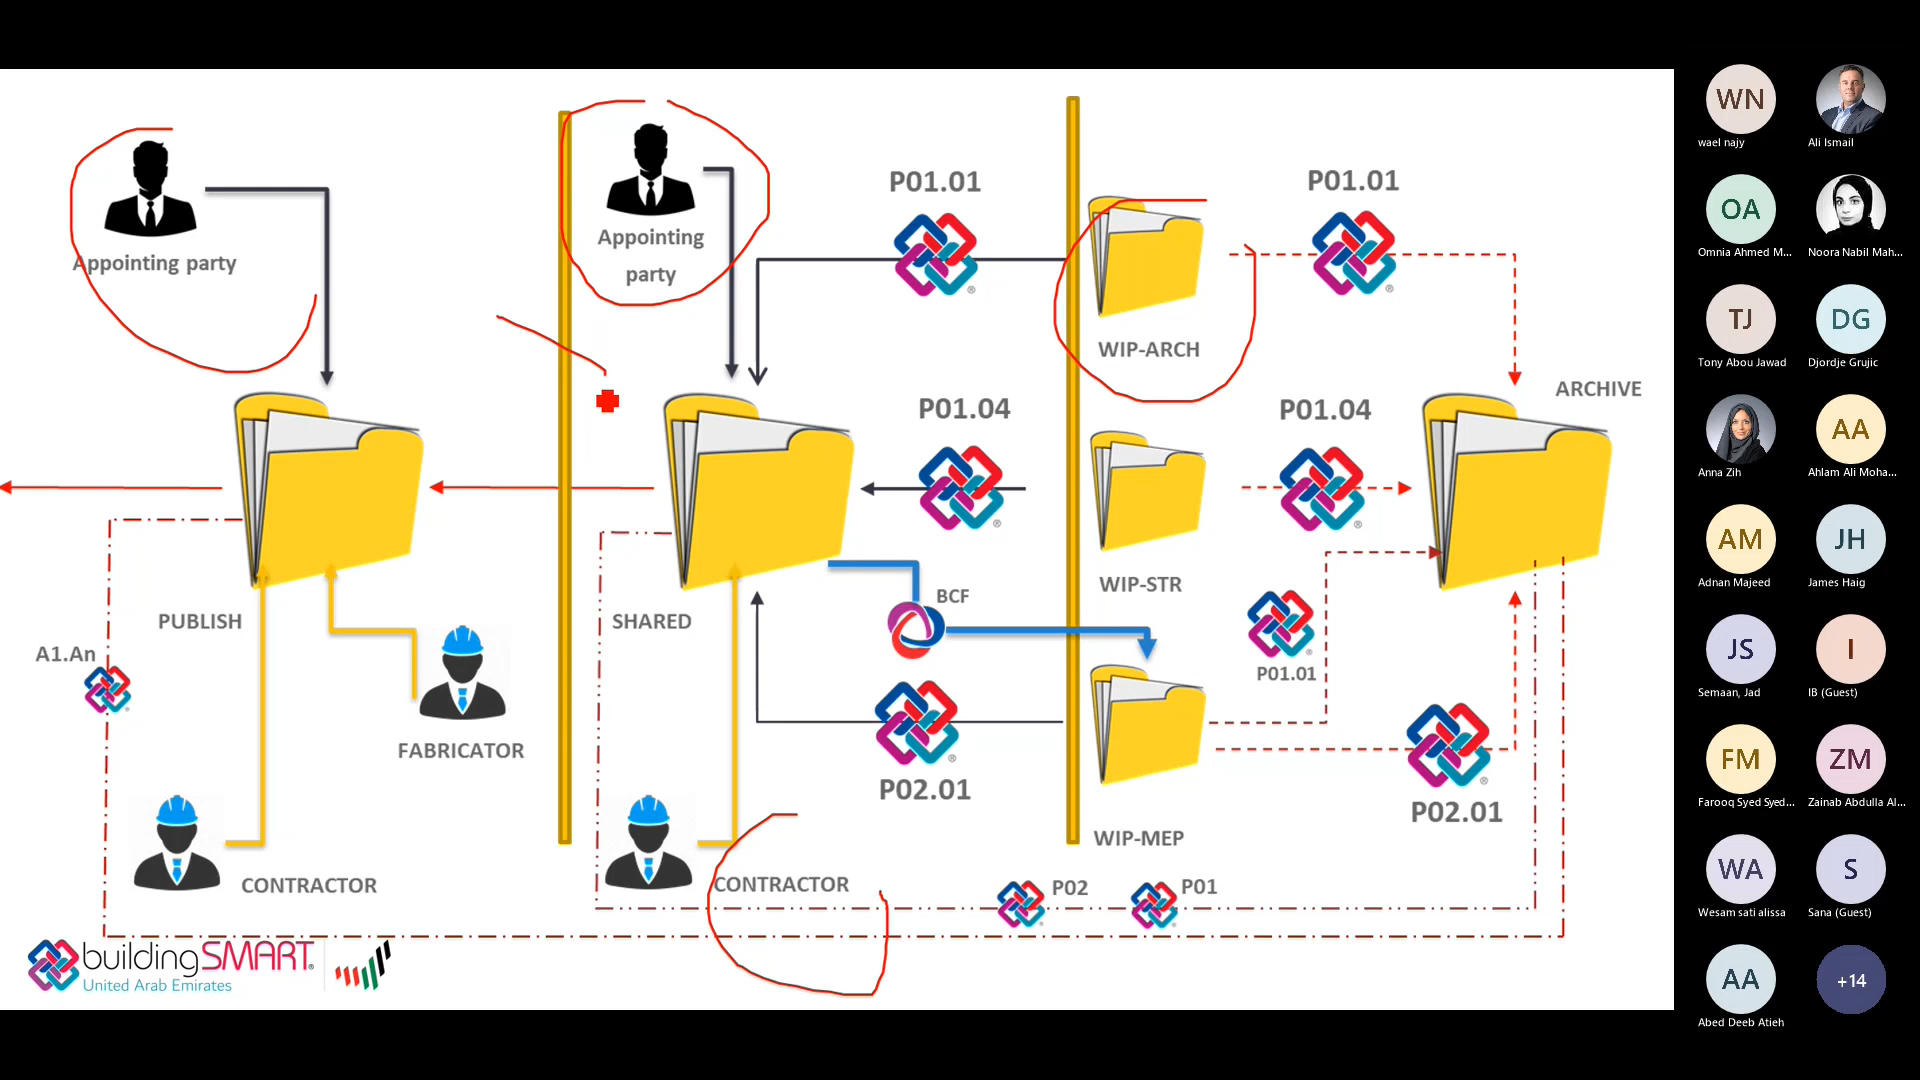 Appointing party
Appointing
party
P01.01
P01.01
WIP-ARCH
ARCHIVE
P01.04
P01.04
WIP-STR
BCF
PUBLISH
SHARED
A1.An
P01.01
FABRICATOR
P02.01
P02.01
WIP-MEP
CONTRACTOR
CONTRACTOR
P02
P01
buildingSMART®
United Arab Emirates
WN
wael najy
Ali Ismail
OA
Omnia Ahmed M...
Noora Nabil Mah...
TJ
Tony Abou Jawad
DG
Djordje Grujic
Anna Zih
AA
Ahlam Ali Moha...
AM
Adnan Majeed
JH
James Haig
JS
Semaan, Jad
I
IB (Guest)
FM
Farooq Syed Syed...
ZM
Zainab Abdulla Al...
WA
Wesam sati alissa
S
Sana (Guest)
AA
Abed Deeb Atieh
+14